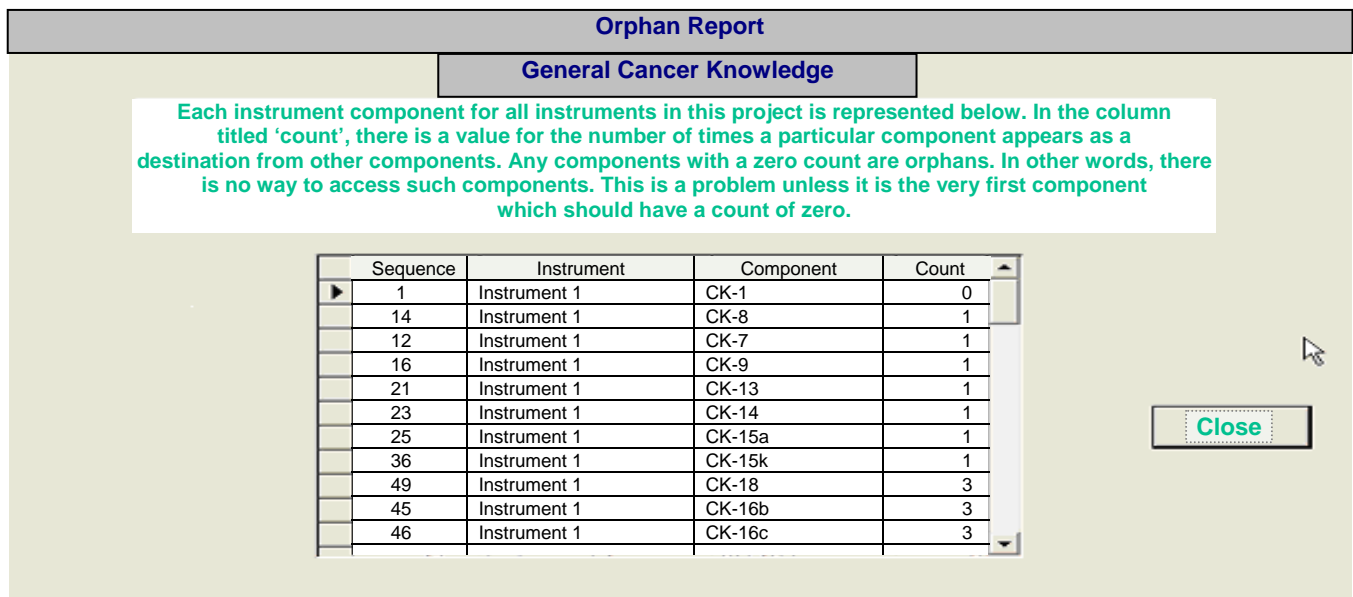 Orphan Report
General Cancer Knowledge
Each instrument component for all instruments in this project is represented below. In the column
titled ‘count’, there is a value for the number of times a particular component appears as a
destination from other components. Any components with a zero count are orphans. In other words, there
is no way to access such components. This is a problem unless it is the very first component
which should have a count of zero.
Sequence Instrument Component Count
1 Instrument 1 CK-1 0
14 Instrument 1 CK-8 1
12 Instrument 1 CK-7 1
16 Instrument 1 CK-9 1
21 Instrument 1 CK-13 1
23 Instrument 1 CK-14 1
25 Instrument 1 CK-15a 1
36 Instrument 1 CK-15k 1
49 Instrument 1 CK-18 3
45 Instrument 1 CK-16b 3
46 Instrument 1 CK-16c 3
Close